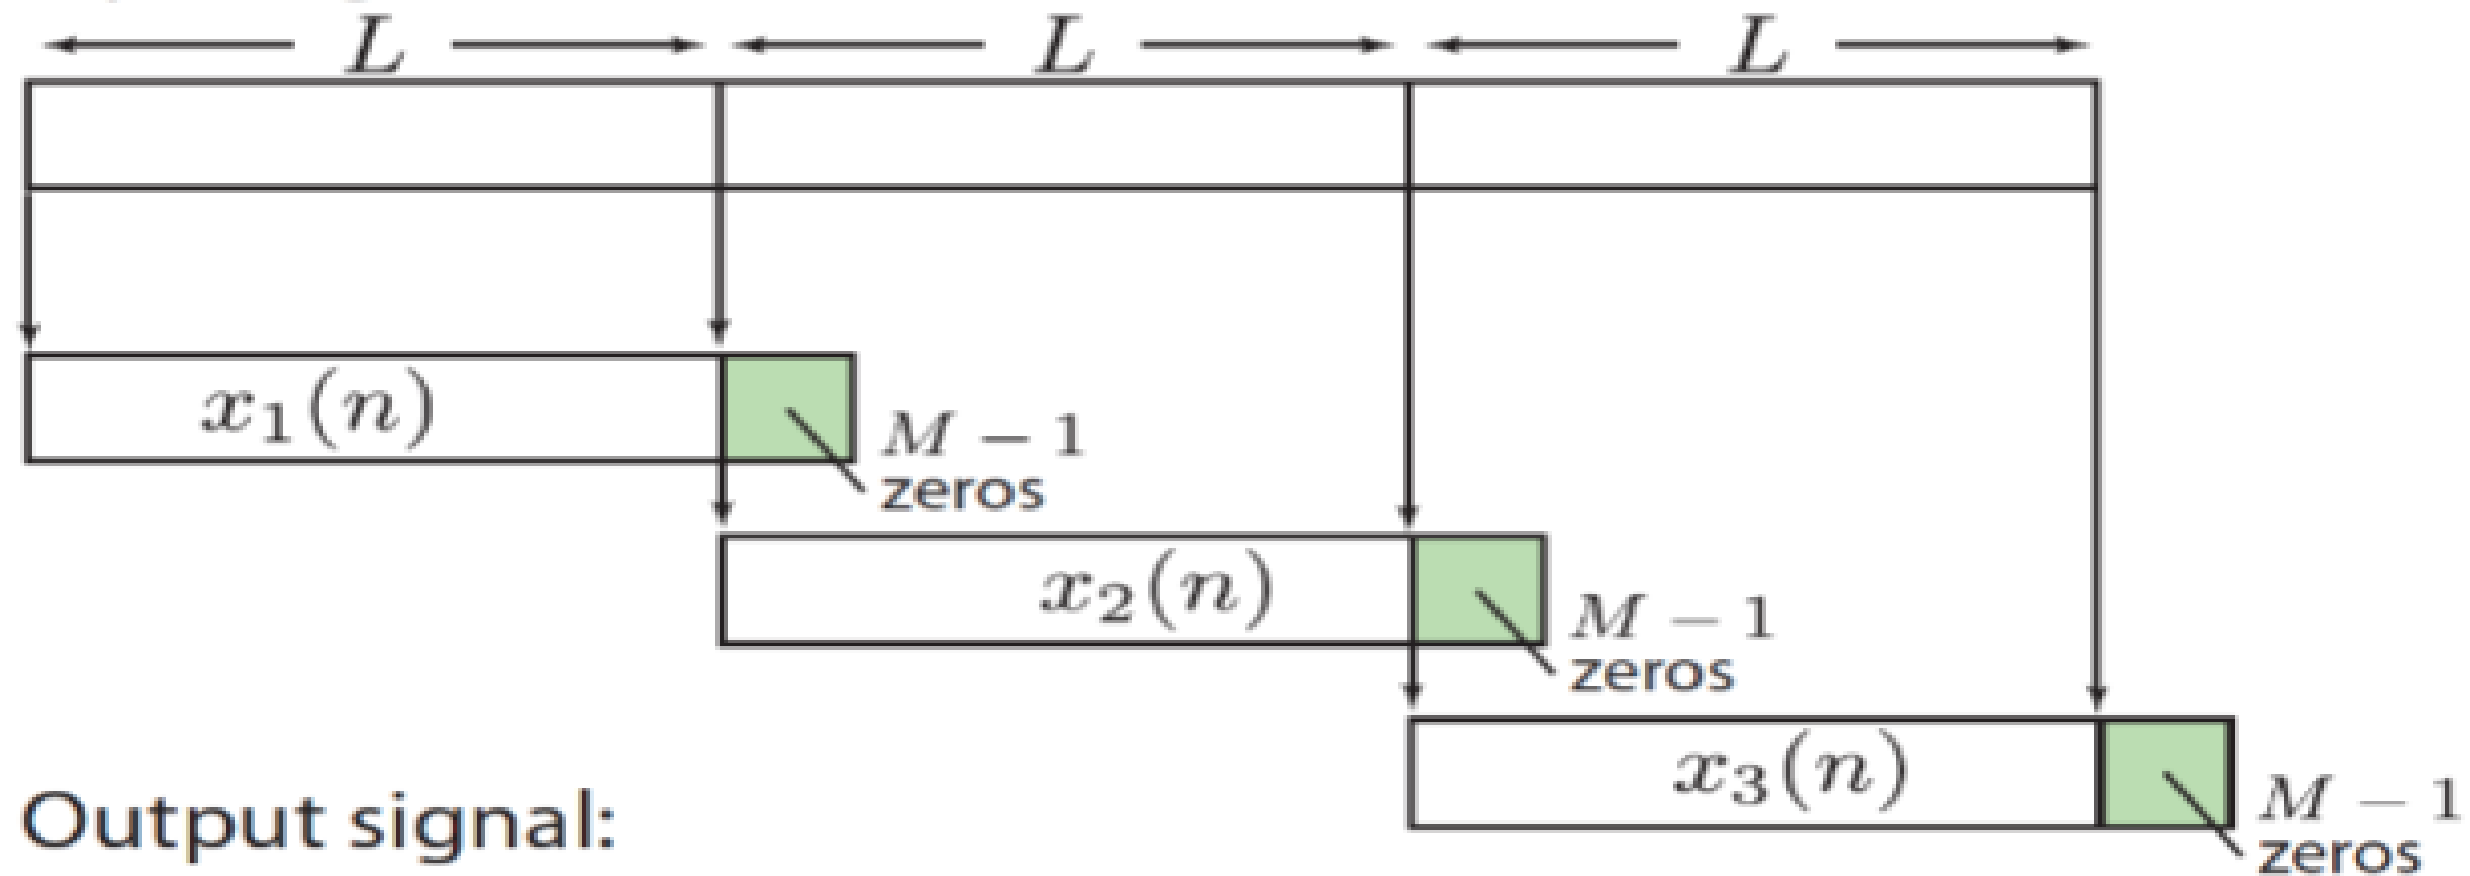 L L L
x₁(n)
M − 1
zeros
x₂(n)
M − 1
zeros
x₃(n)
M − 1
zeros
Output signal: